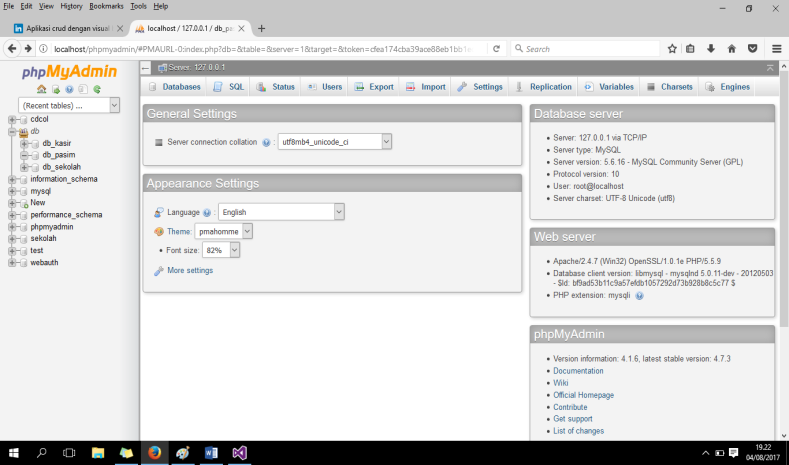 File Edit View History Bookmarks Tools Help
Aplikasi crud dengan visual
localhost / 127.0.0.1 / db_pa
localhost/phpmyadmin/#PMAURL-0:index.php?db=&table=&server=1&target=&token=cfea174cba39ace88eb1bb1e
Search
phpMyAdmin
(Recent tables) ...
cdcol
db
db_kasir
db_pasim
db_sekolah
information_schema
mysql
New
performance_schema
phpmyadmin
sekolah
test
webauth
Server: 127.0.0.1
Databases SQL Status Users Export Import Settings Replication Variables Charsets Engines
General Settings
Server connection collation : utf8mb4_unicode_ci
Appearance Settings
Language : English
Theme: pmahomme
Font size: 82%
More settings
Database server
Server: 127.0.0.1 via TCP/IP
Server type: MySQL
Server version: 5.6.16 - MySQL Community Server (GPL)
Protocol version: 10
User: root@localhost
Server charset: UTF-8 Unicode (utf8)
Web server
Apache/2.4.7 (Win32) OpenSSL/1.0.1e PHP/5.5.9
Database client version: libmysql - mysqlnd 5.0.11-dev - 20120503
- $Id: bf9ad53b11c9a57efdb1057292d73b928b8c5c77 $
PHP extension: mysqli
phpMyAdmin
Version information: 4.1.6, latest stable version: 4.7.3
Documentation
Wiki
Official Homepage
Contribute
Get support
List of changes
19.22
04/08/2017